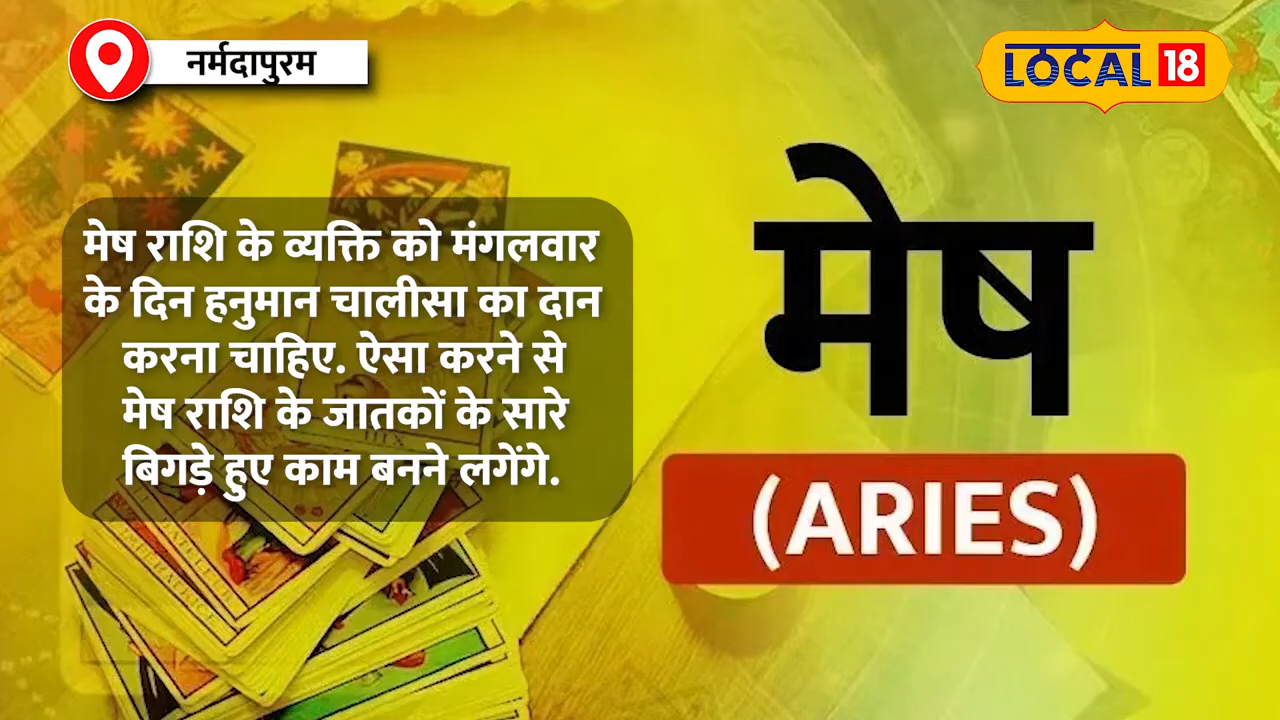 नर्मदापुरम
LOCAL 18
मेष राशि के व्यक्ति को मंगलवार
के दिन हनुमान चालीसा का दान
करना चाहिए. ऐसा करने से
मेष राशि के जातकों के सारे
बिगड़े हुए काम बनने लगेंगे.
मेष
(ARIES)